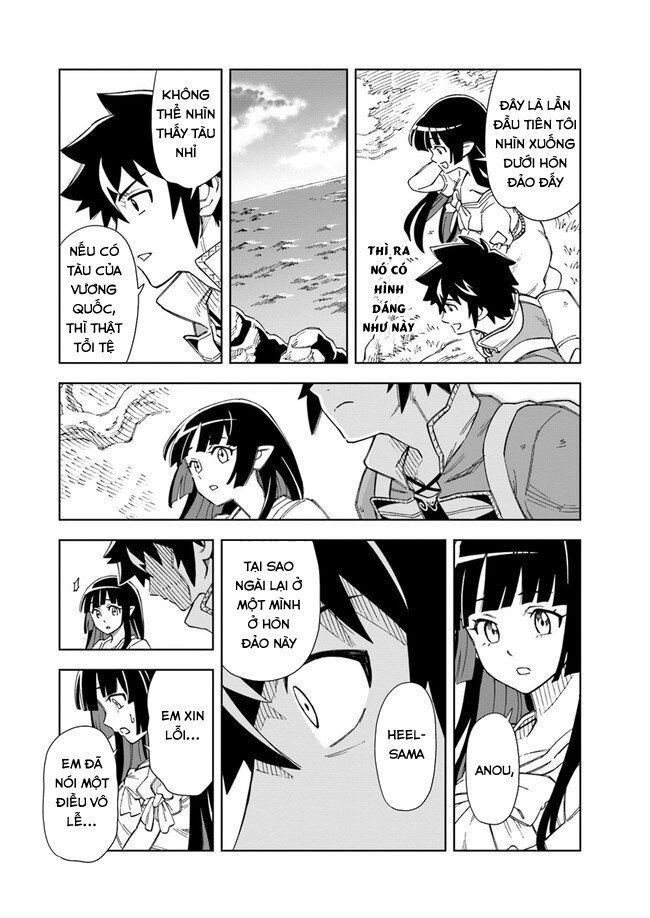 ĐÂY LÀ LẦN
ĐẦU TIÊN TÔI
NHÌN XUỐNG
DƯỚI HÒN
ĐẢO ĐẤY
THÌ RA
NÓ CÓ
HÌNH
DÁNG
NHƯ NÀY
KHÔNG
THỂ NHÌN
THẤY TÀU
NHỈ
NẾU CÓ
TÀU CỦA
VƯƠNG
QUỐC,
THÌ THẬT
TỒI TỆ
ANOU,
HEEL-
SAMA
TẠI SAO
NGÀI LẠI Ở
MỘT MÌNH
Ở HÒN
ĐẢO NÀY
EM XIN
LỖI...
EM ĐÃ
NÓI MỘT
ĐIỀU VÔ
LỄ...